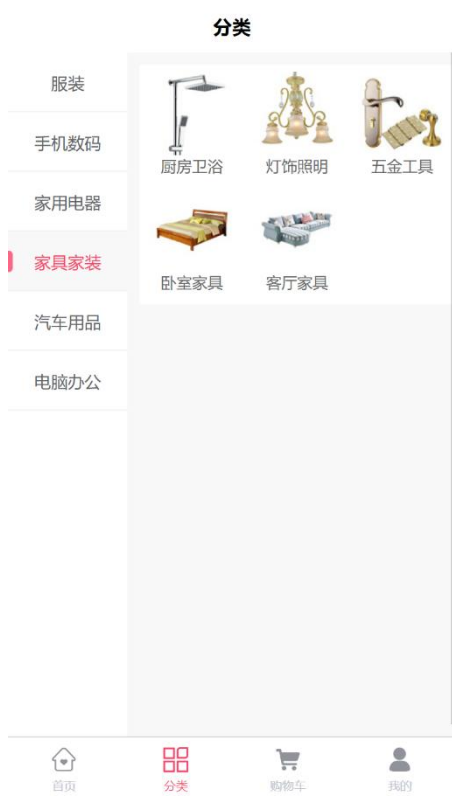 分类
服装
手机数码
家用电器
家具家装
汽车用品
电脑办公
厨房卫浴
灯饰照明
五金工具
卧室家具
客厅家具
首页
分类
购物车
我的